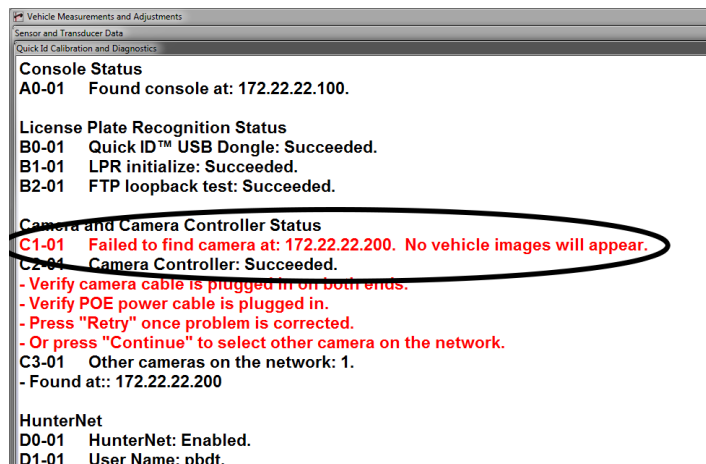 Vehicle Measurements and Adjustments
Sensor and Transducer Data
Quick Id Calibration and Diagnostics
Console Status
A0-01 Found console at: 172.22.22.100.
License Plate Recognition Status
B0-01 Quick ID™ USB Dongle: Succeeded.
B1-01 LPR initialize: Succeeded.
B2-01 FTP loopback test: Succeeded.
Camera and Camera Controller Status
C1-01 Failed to find camera at: 172.22.22.200. No vehicle images will appear.
C2-01 Camera Controller: Succeeded.
- Verify camera cable is plugged in on both ends.
- Verify POE power cable is plugged in.
- Press "Retry" once problem is corrected.
- Or press "Continue" to select other camera on the network.
C3-01 Other cameras on the network: 1.
- Found at:: 172.22.22.200
HunterNet
D0-01 HunterNet: Enabled.
D1-01 User Name: pbdt.